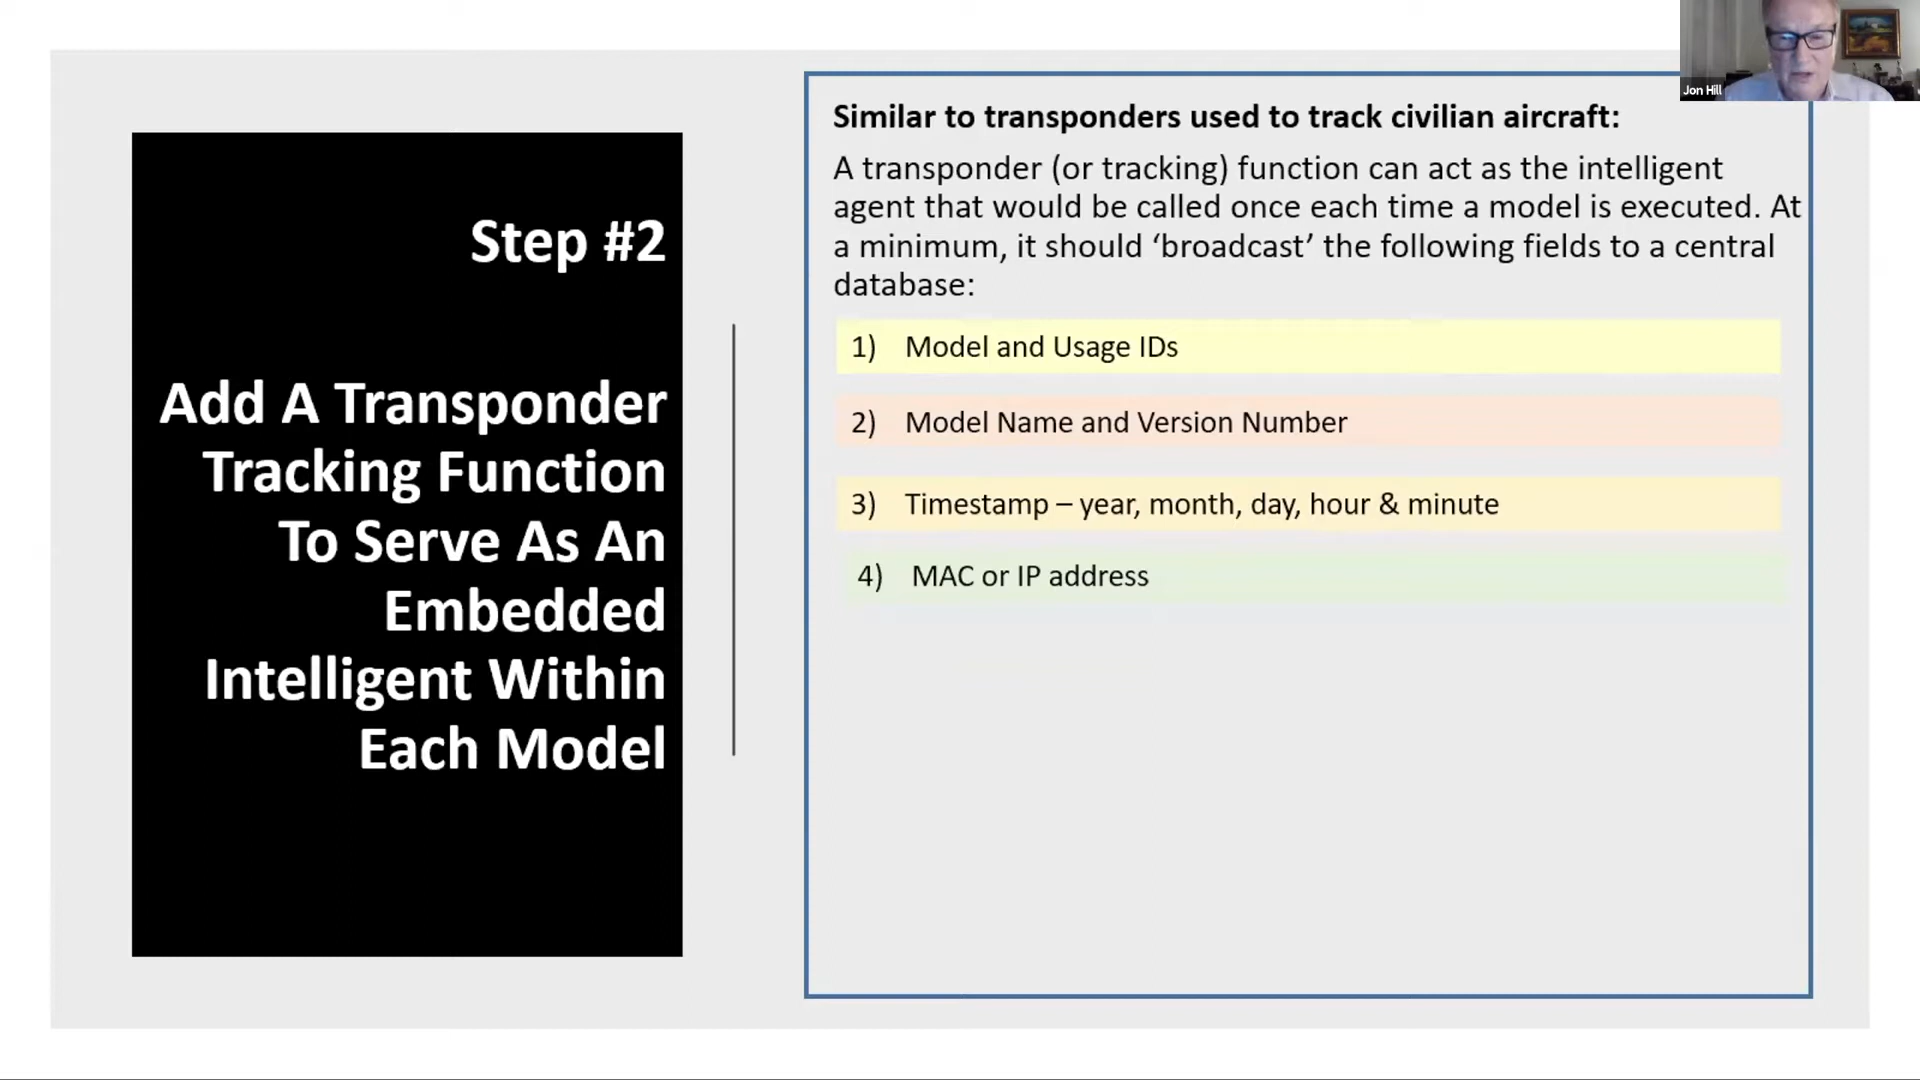 Step #2
Add A Transponder
Tracking Function
To Serve As An
Embedded
Intelligent Within
Each Model
Similar to transponders used to track civilian aircraft:
A transponder (or tracking) function can act as the intelligent
agent that would be called once each time a model is executed. At
a minimum, it should ‘broadcast’ the following fields to a central
database:
1) Model and Usage IDs
2) Model Name and Version Number
3) Timestamp – year, month, day, hour & minute
4) MAC or IP address
Jon Hill